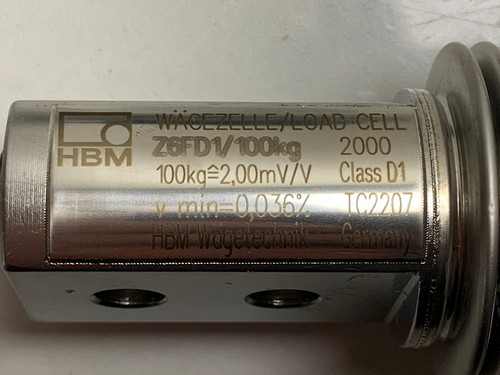 WÄGEZELLE/LOAD CELL
HBM
Z6FD1/100kg 2000
100kg≙2,00mV/V Class D1
v min=0,036% TC2207
HBM Wägetechnik Germany